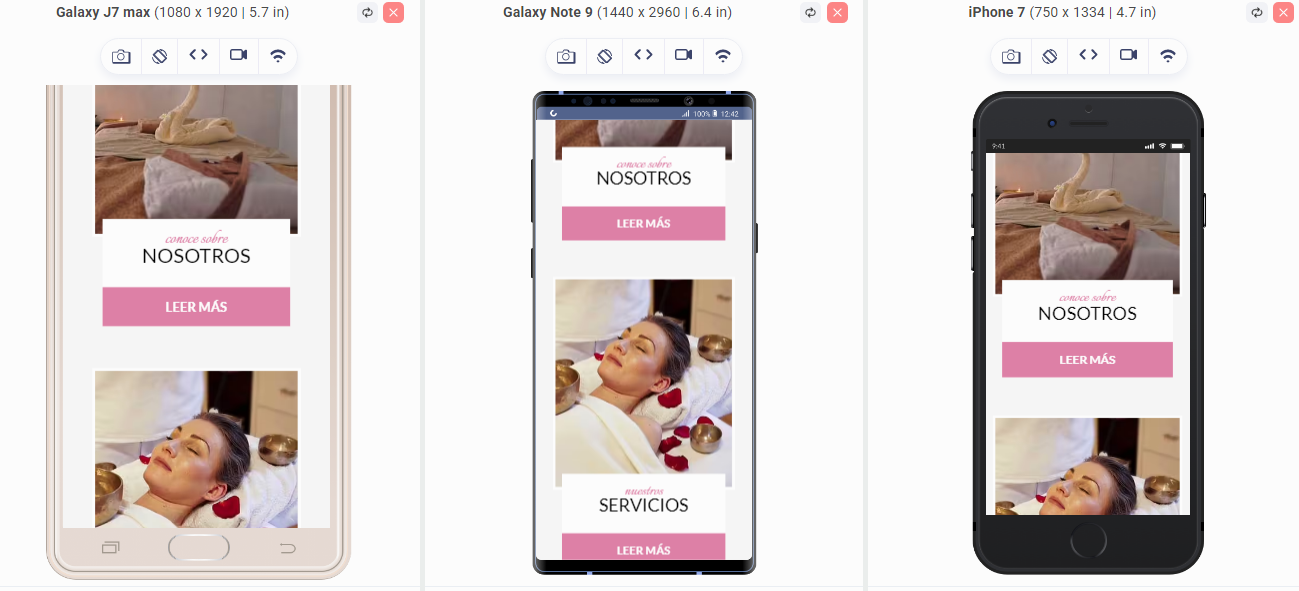 Galaxy J7 max (1080 x 1920 | 5.7 in)
conoce sobre
NOSOTROS
LEER MÁS
Galaxy Note 9 (1440 x 2960 | 6.4 in)
100% 12:42
conoce sobre
NOSOTROS
LEER MÁS
nuestros
SERVICIOS
LEER MÁS
iPhone 7 (750 x 1334 | 4.7 in)
9:41
conoce sobre
NOSOTROS
LEER MÁS